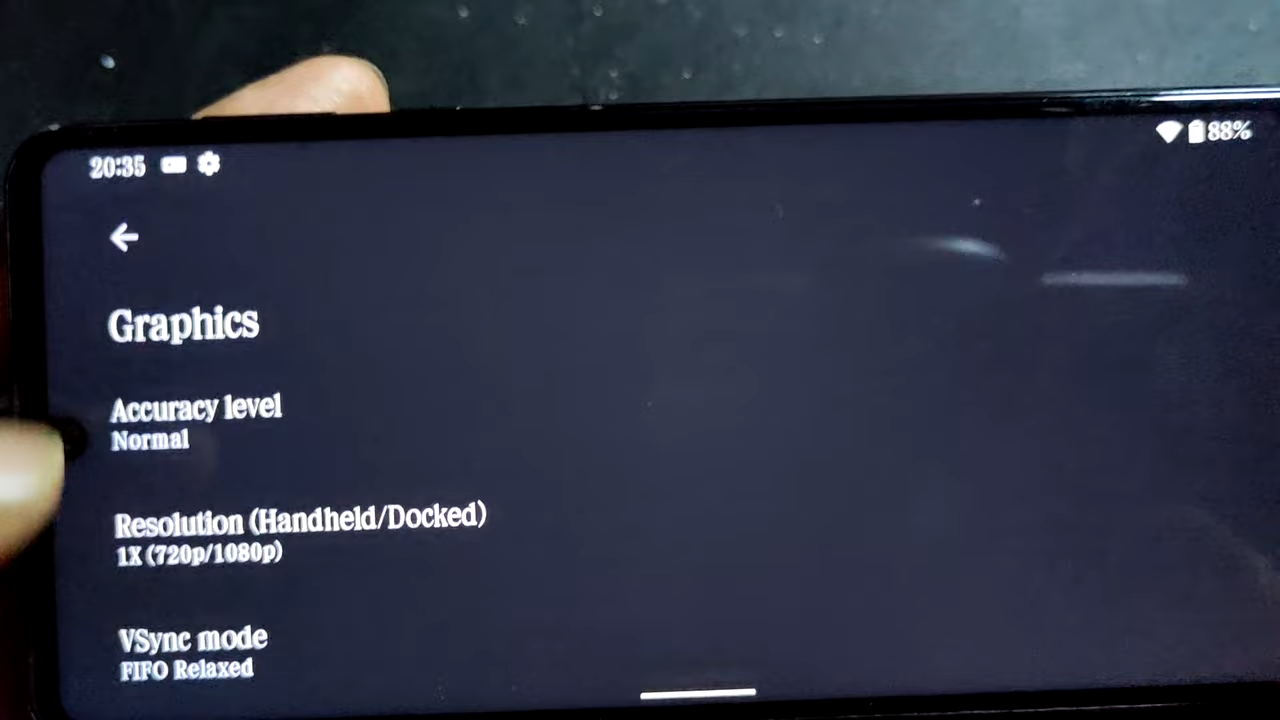 20:35
88%
Graphics
Accuracy level
Normal
Resolution (Handheld/Docked)
1X (720p/1080p)
VSync mode
FIFO Relaxed